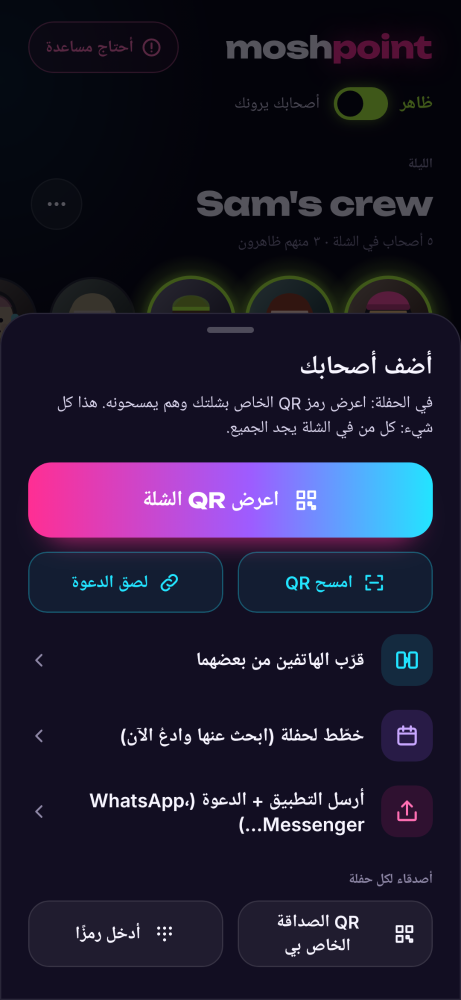 moshpoint
أحتاج مساعدة
ظاهر
أصحابك يرونك
الليلة
Sam's crew
٥ أصحاب في الشلة · ٣ منهم ظاهرون
أضف أصحابك
في الحفلة: اعرض رمز QR الخاص بشلتك وهم يمسحونه. هذا كل
شيء: كل من في الشلة يجد الجميع.
اعرض QR الشلة
امسح QR
لصق الدعوة
قرّب الهاتفين من بعضهما
خطّط لحفلة (ابحث عنها وادعُ الآن)
أرسل التطبيق + الدعوة (WhatsApp،
Messenger…)
أصدقاء لكل حفلة
QR الصداقة
الخاص بي
أدخل رمزًا